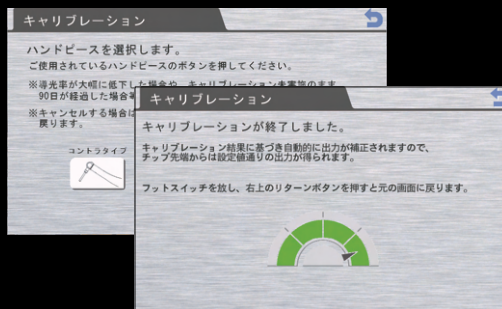 キャリブレーション
ハンドピースを選択します。
ご使用されているハンドピースのボタンを押してください。
※導光率が大幅に低下した場合や、キャリブレーション未実施のまま
90日が経過した場合等
※キャンセルする場合は
戻ります。
コントラタイプ
キャリブレーション
キャリブレーションが終了しました。
キャリブレーション結果に基づき自動的に出力が補正されますので、
チップ先端からは設定値通りの出力が得られます。
フットスイッチを放し、右上のリターンボタンを押すと元の画面に戻ります。